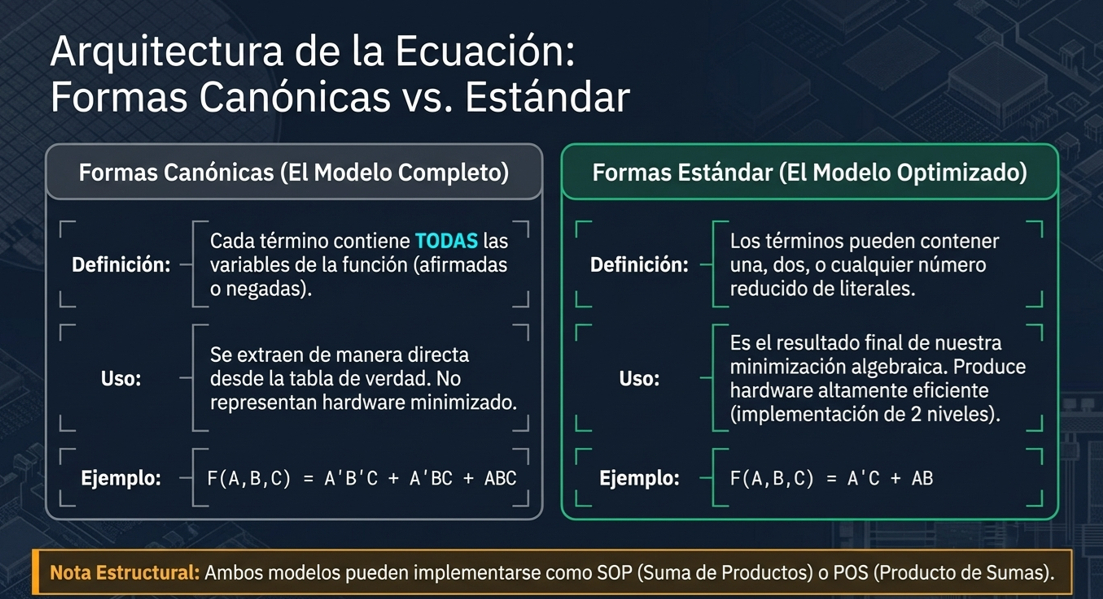 Arquitectura de la Ecuación:
Formas Canónicas vs. Estándar
Formas Canónicas (El Modelo Completo)
Definición:
Cada término contiene TODAS las
variables de la función (afirmadas
o negadas).
Uso:
Se extraen de manera directa
desde la tabla de verdad. No
representan hardware minimizado.
Ejemplo:
F(A,B,C) = A'B'C + A'BC + ABC
Formas Estándar (El Modelo Optimizado)
Definición:
Los términos pueden contener
una, dos, o cualquier número
reducido de literales.
Uso:
Es el resultado final de nuestra
minimización algebraica. Produce
hardware altamente eficiente
(implementación de 2 niveles).
Ejemplo:
F(A,B,C) = A'C + AB
Nota Estructural: Ambos modelos pueden implementarse como SOP (Suma de Productos) o POS (Producto de Sumas).